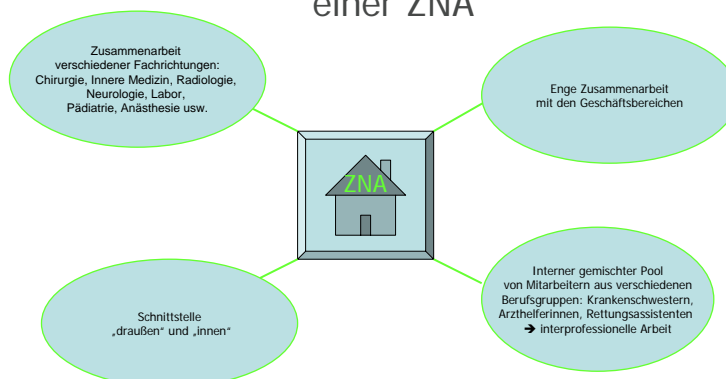 einer ZNA
Zusammenarbeit
verschiedener Fachrichtungen:
Chirurgie, Innere Medizin, Radiologie,
Neurologie, Labor,
Pädiatrie, Anästhesie usw.
Enge Zusammenarbeit
mit den Geschäftsbereichen
ZNA
Schnittstelle
„draußen“ und „innen“
Interner gemischter Pool
von Mitarbeitern aus verschiedenen
Berufsgruppen: Krankenschwestern,
Arzthelferinnen, Rettungsassistenten
➔ interprofessionelle Arbeit